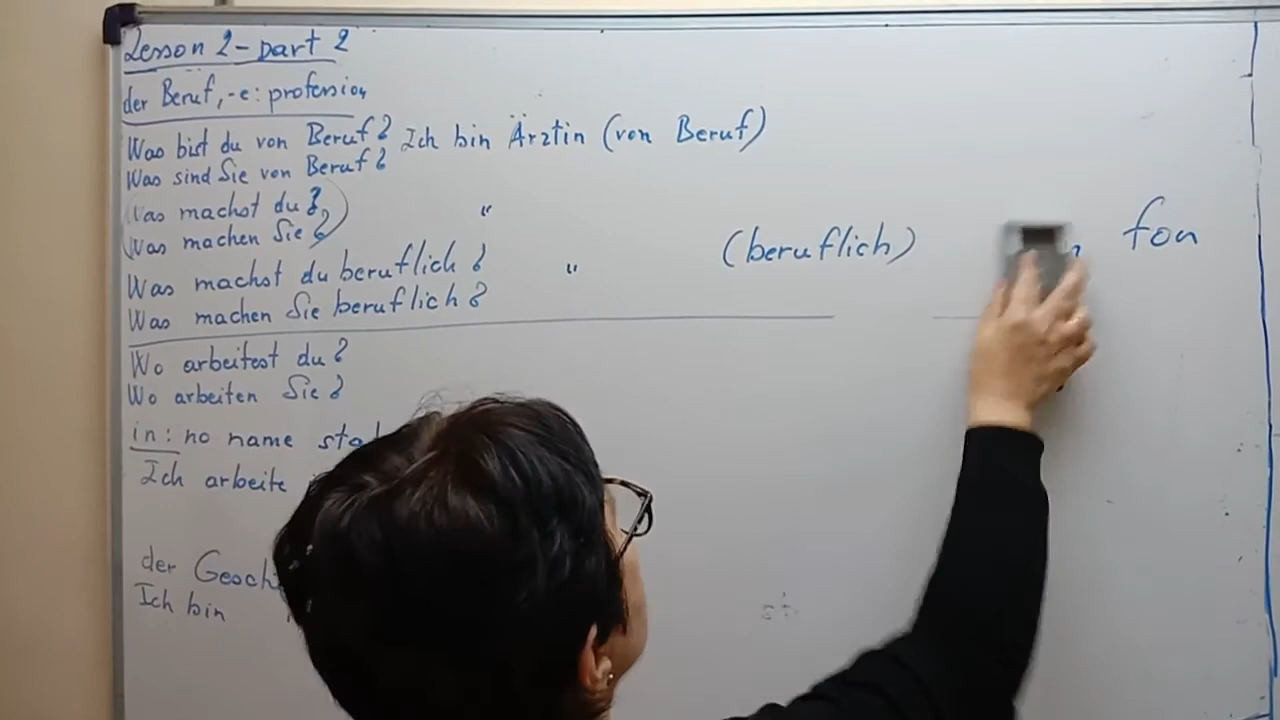 Lesson 2 - part 2
der Beruf, -e: profession
Was bist du von Beruf? Ich bin Ärztin (von Beruf)
Was sind Sie von Beruf?
(Was machst du?)
(Was machen Sie?) "
Was machst du beruflich? " (beruflich) fon
Was machen Sie beruflich?
Wo arbeitest du?
Wo arbeiten Sie?
in: no name
Ich arbeite
der
Ich bin